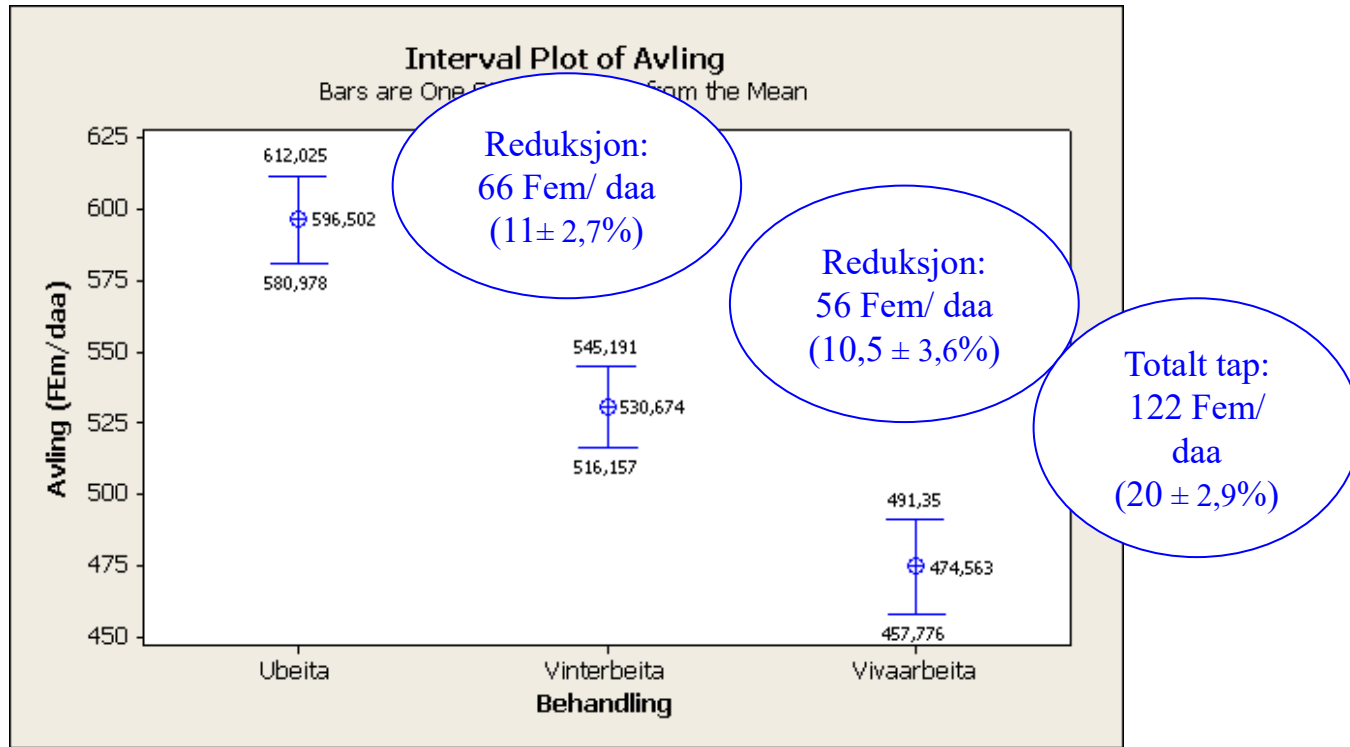 Interval Plot of Avling
Bars are One from the Mean
Reduksjon:
66 Fem/ daa
(11± 2,7%)
Reduksjon:
56 Fem/ daa
(10,5 ± 3,6%)
Totalt tap:
122 Fem/
daa
(20 ± 2,9%)
Avling (FEm/daa)
625
600
575
550
525
500
475
450
612,025
596,502
580,978
545,191
530,674
516,157
491,35
474,563
457,776
Ubeita
Vinterbeita
Vivaarbeita
Behandling